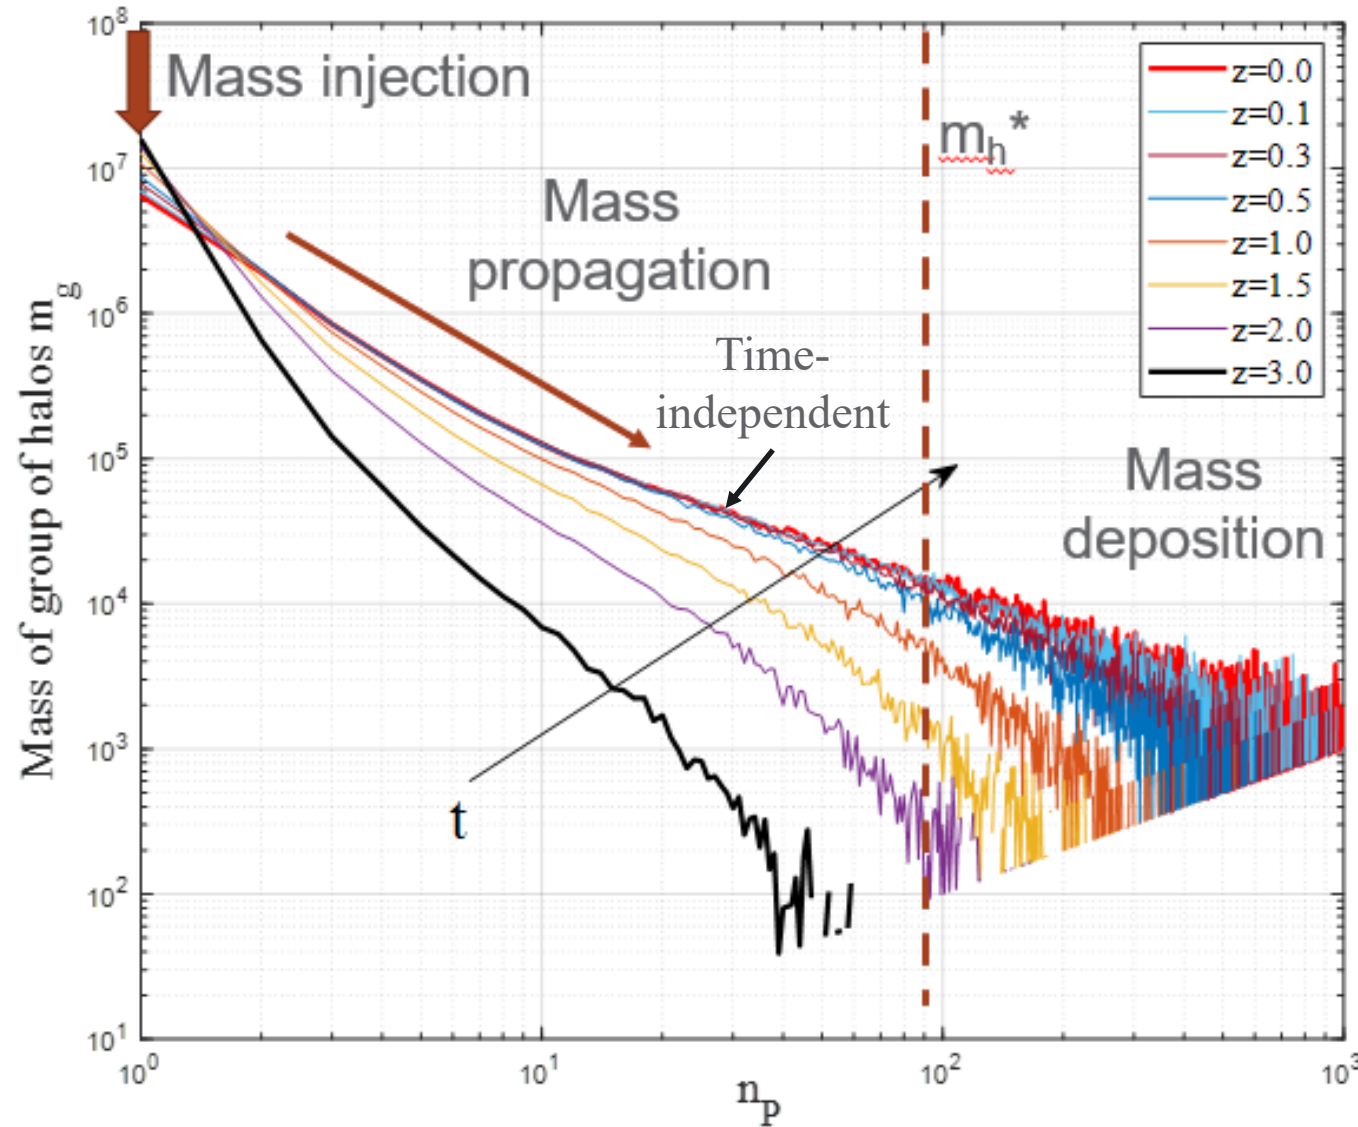 Mass injection
m_h*
Mass
propagation
Time-
independent
Mass
deposition
t
z=0.0
z=0.1
z=0.3
z=0.5
z=1.0
z=1.5
z=2.0
z=3.0
Mass of group of halos m_g
10^8
10^7
10^6
10^5
10^4
10^3
10^2
10^1
10^0 10^1 10^2 10^3
n_p